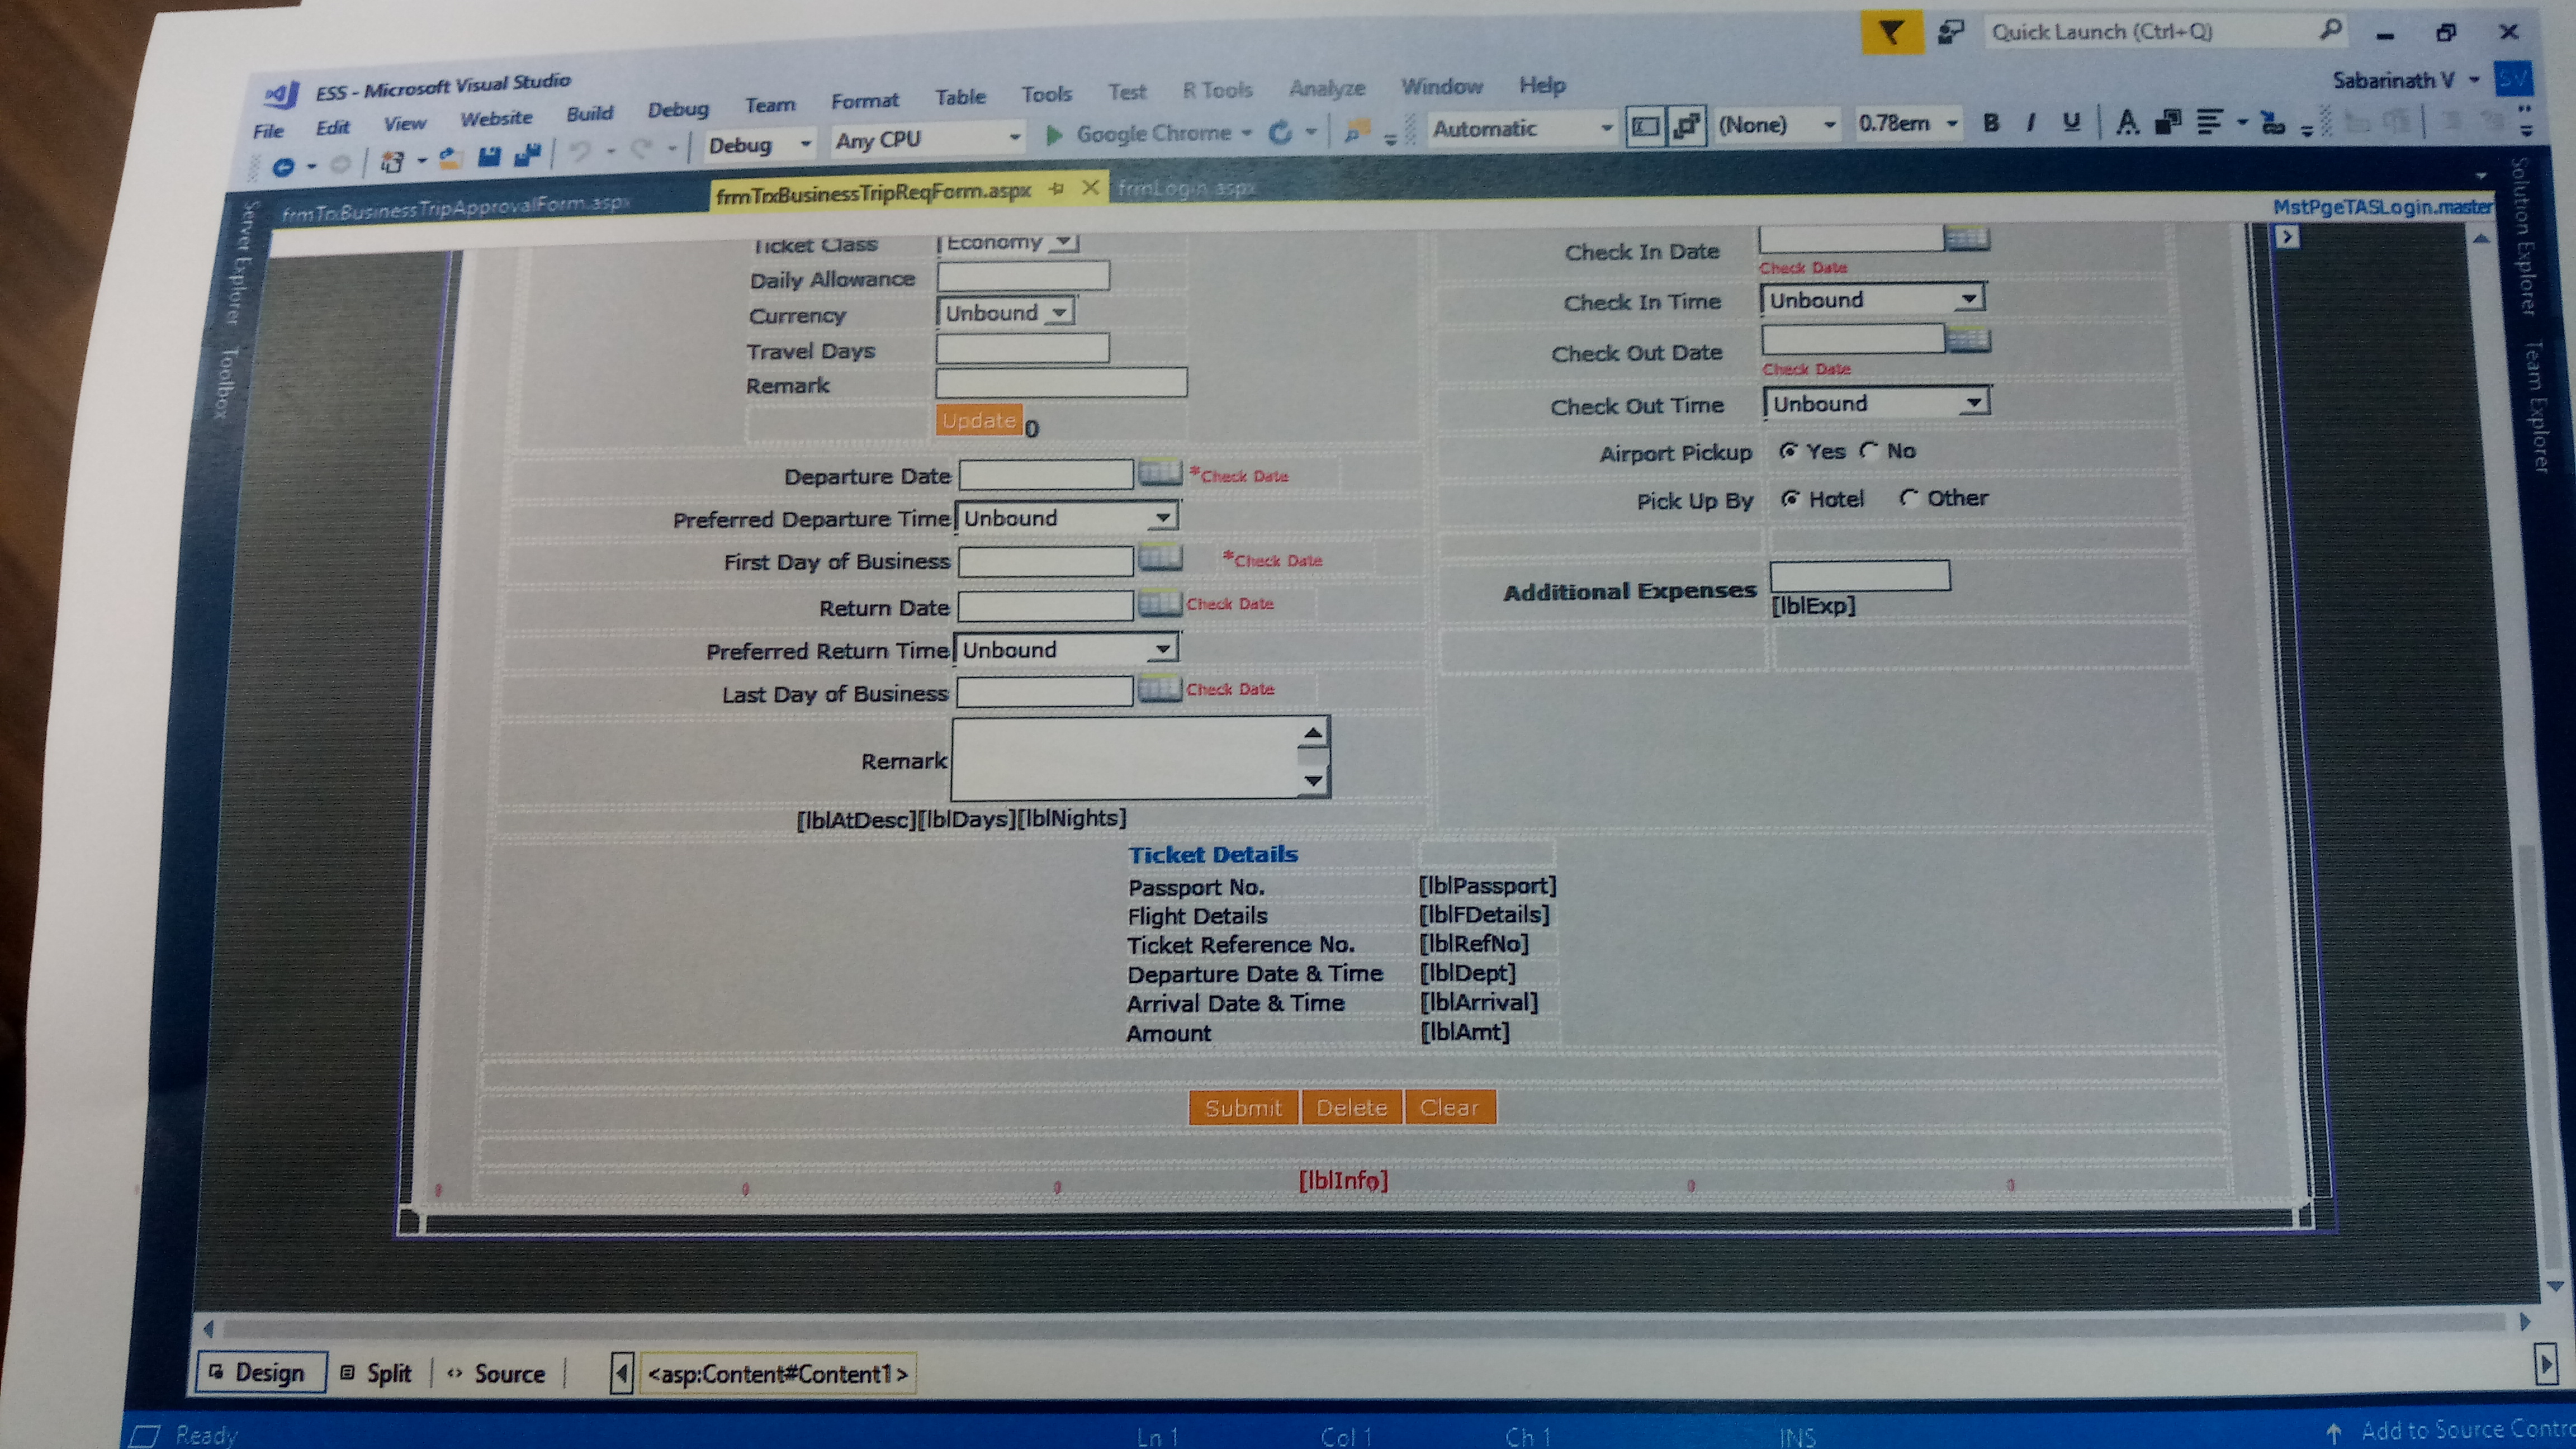 Quick Launch (Ctrl+Q)
ESS - Microsoft Visual Studio
Sabarinath V
SV
File Edit View Website Build Debug Team Format Table Tools Test R Tools Analyze Window Help
Debug Any CPU Google Chrome Automatic (None) 0.78em B I U A
frmTrxBusinessTripApprovalForm.aspx frmTrxBusinessTripReqForm.aspx frmLogin.aspx
MstPgeTASLogin.master
Server Explorer
Toolbox
Solution Explorer
Team Explorer
Ticket Class Economy
Daily Allowance
Currency Unbound
Travel Days
Remark
Update 0
Departure Date *Check Date
Preferred Departure Time Unbound
First Day of Business *Check Date
Return Date Check Date
Preferred Return Time Unbound
Last Day of Business Check Date
Remark
[lblAtDesc][lblDays][lblNights]
Check In Date
Check Date
Check In Time Unbound
Check Out Date
Check Date
Check Out Time Unbound
Airport Pickup Yes No
Pick Up By Hotel Other
Additional Expenses
[lblExp]
Ticket Details
Passport No. [lblPassport]
Flight Details [lblFDetails]
Ticket Reference No. [lblRefNo]
Departure Date & Time [lblDept]
Arrival Date & Time [lblArrival]
Amount [lblAmt]
Submit Delete Clear
[lblInfo]
Design Split Source <asp:Content#Content1>
Ready Ln 1 Col 1 Ch 1 INS Add to Source Contr